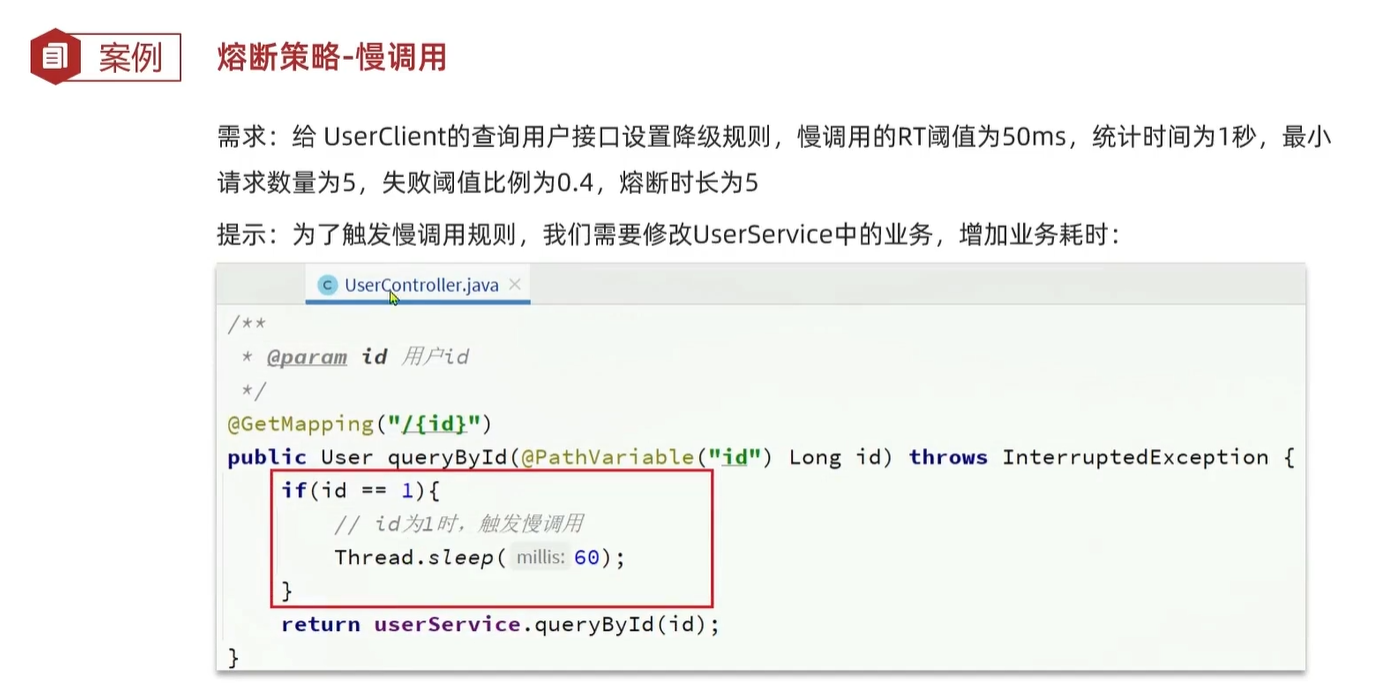 案例
熔断策略-慢调用
需求：给 UserClient的查询用户接口设置降级规则，慢调用的RT阈值为50ms，统计时间为1秒，最小
请求数量为5，失败阈值比例为0.4，熔断时长为5
提示：为了触发慢调用规则，我们需要修改UserService中的业务，增加业务耗时：
C UserController.java ×
/**
 * @param id 用户id
 */
@GetMapping("/{id}")
public User queryById(@PathVariable("id") Long id) throws InterruptedException {
    if(id == 1){
        // id为1时，触发慢调用
        Thread.sleep( millis: 60);
    }
    return userService.queryById(id);
}